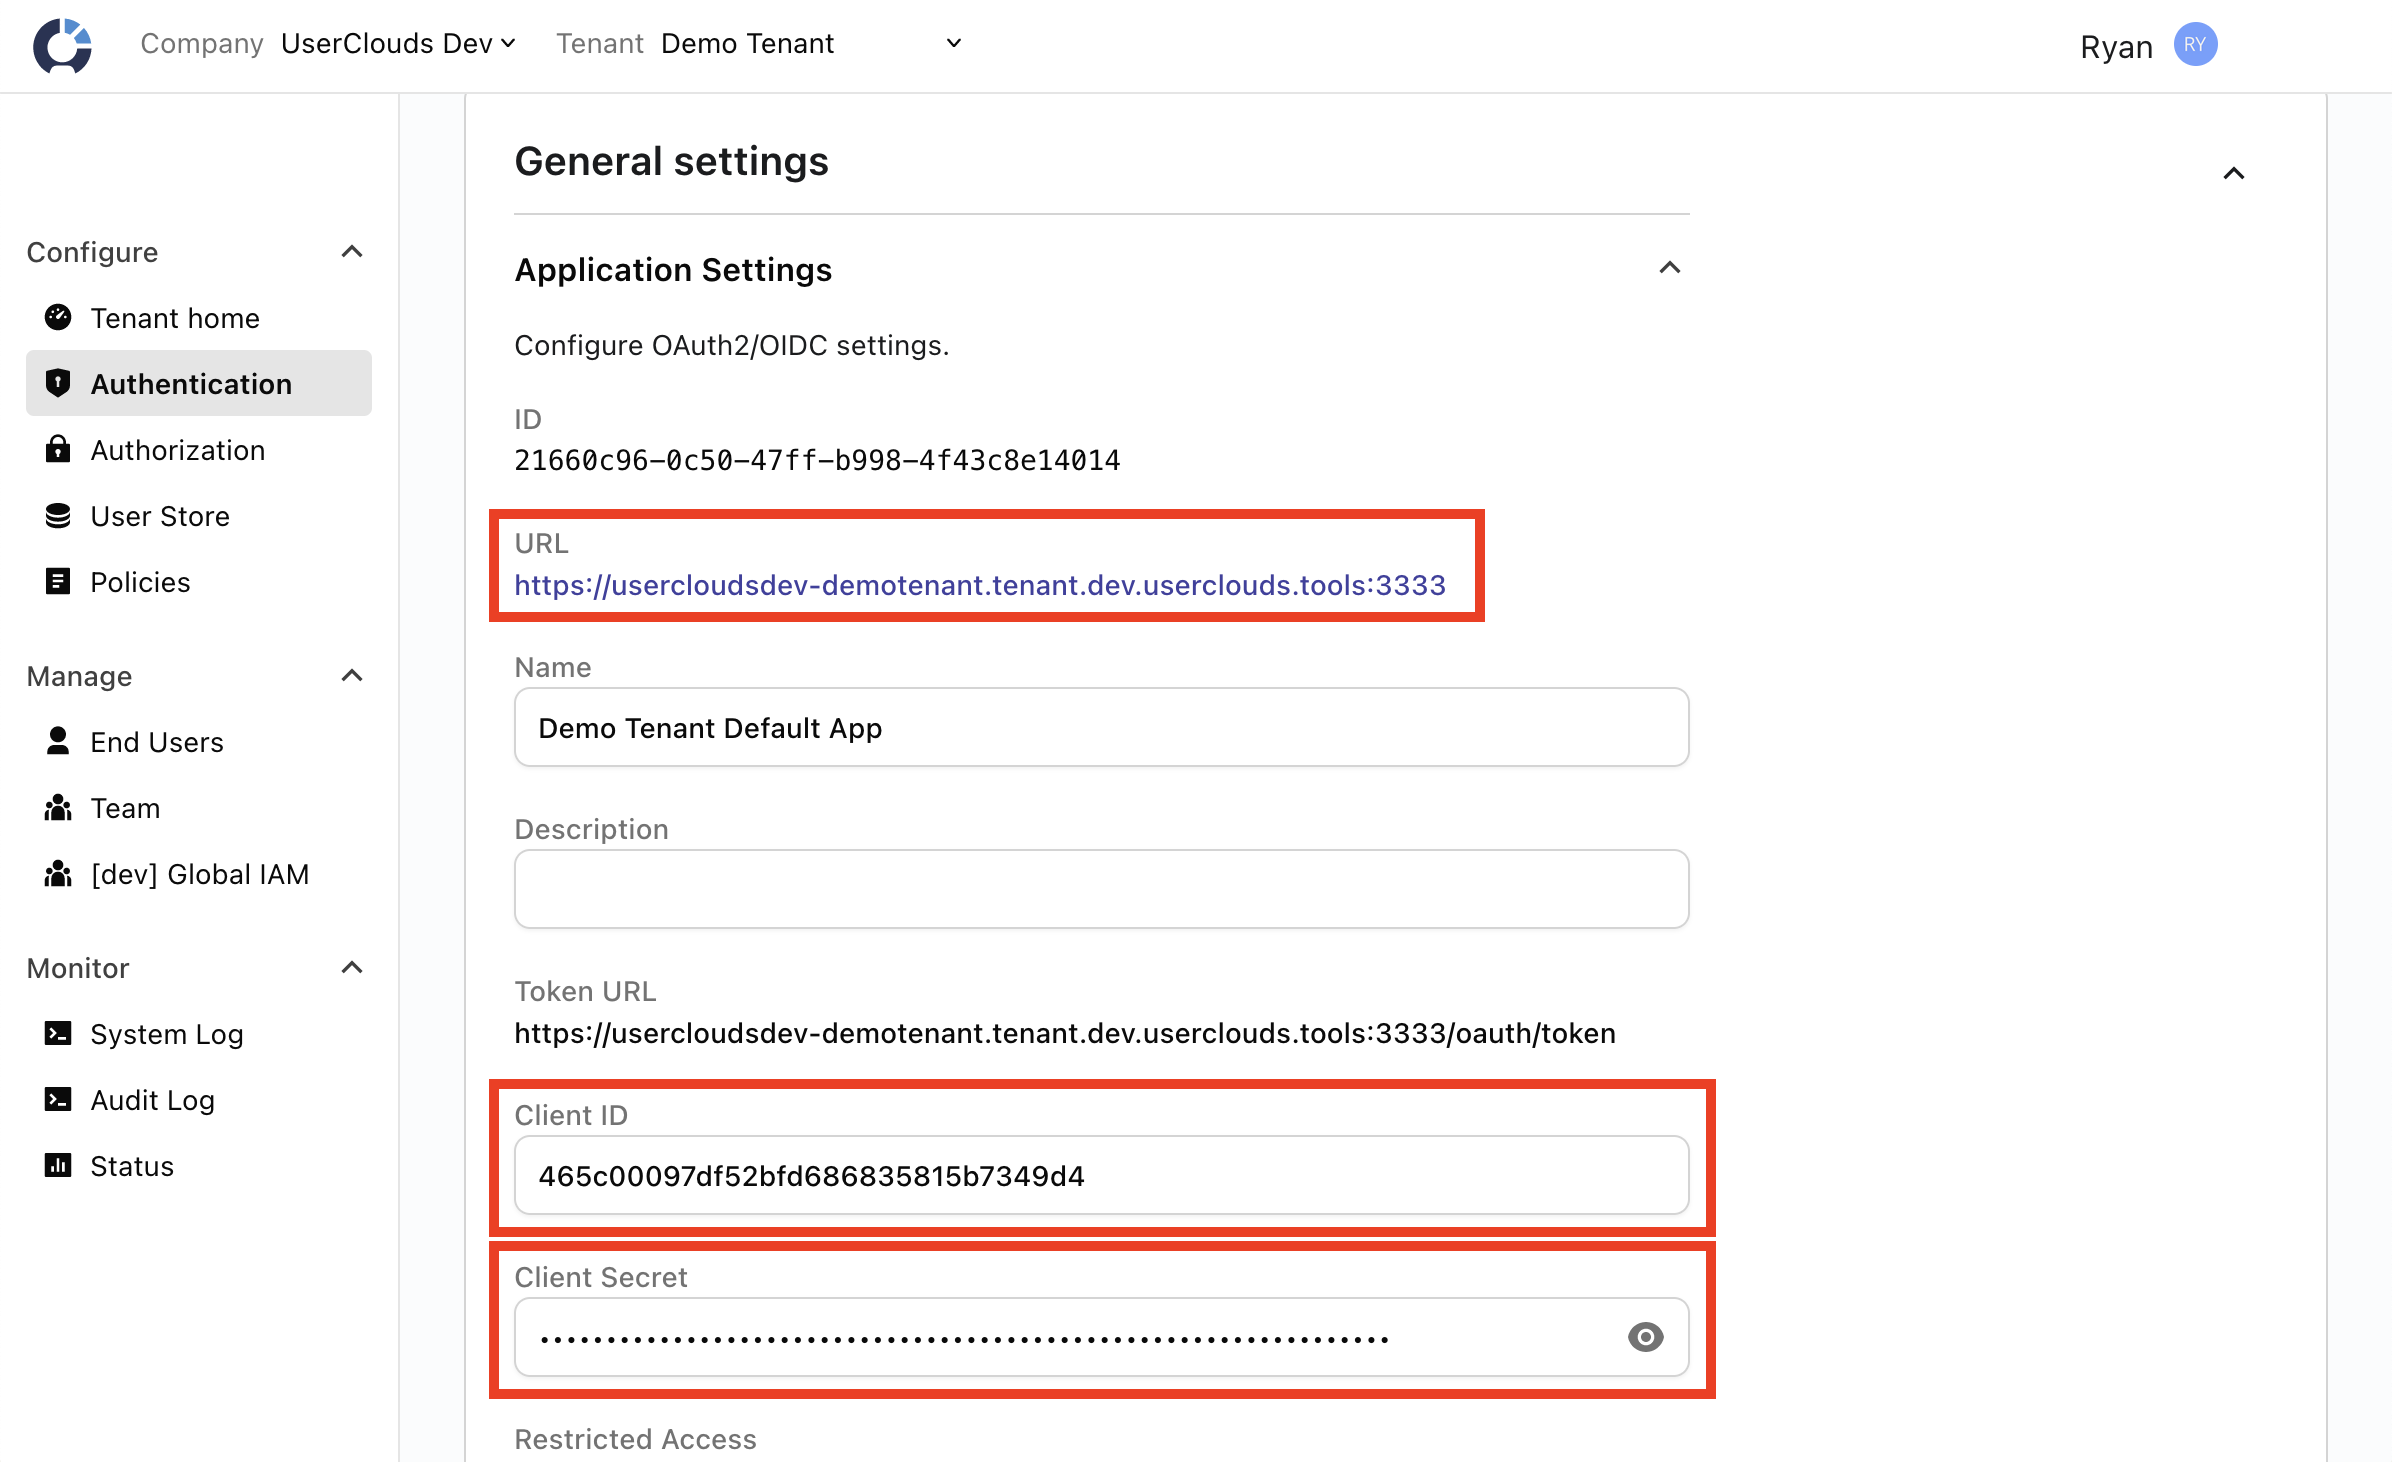 Company UserClouds Dev Tenant Demo Tenant Ryan RY
Configure
Tenant home
Authentication
Authorization
User Store
Policies
Manage
End Users
Team
[dev] Global IAM
Monitor
System Log
Audit Log
Status
General settings
Application Settings
Configure OAuth2/OIDC settings.
ID
21660c96-0c50-47ff-b998-4f43c8e14014
URL
https://usercloudsdev-demotenant.tenant.dev.userclouds.tools:3333
Name
Demo Tenant Default App
Description
Token URL
https://usercloudsdev-demotenant.tenant.dev.userclouds.tools:3333/oauth/token
Client ID
465c00097df52bfd686835815b7349d4
Client Secret
Restricted Access